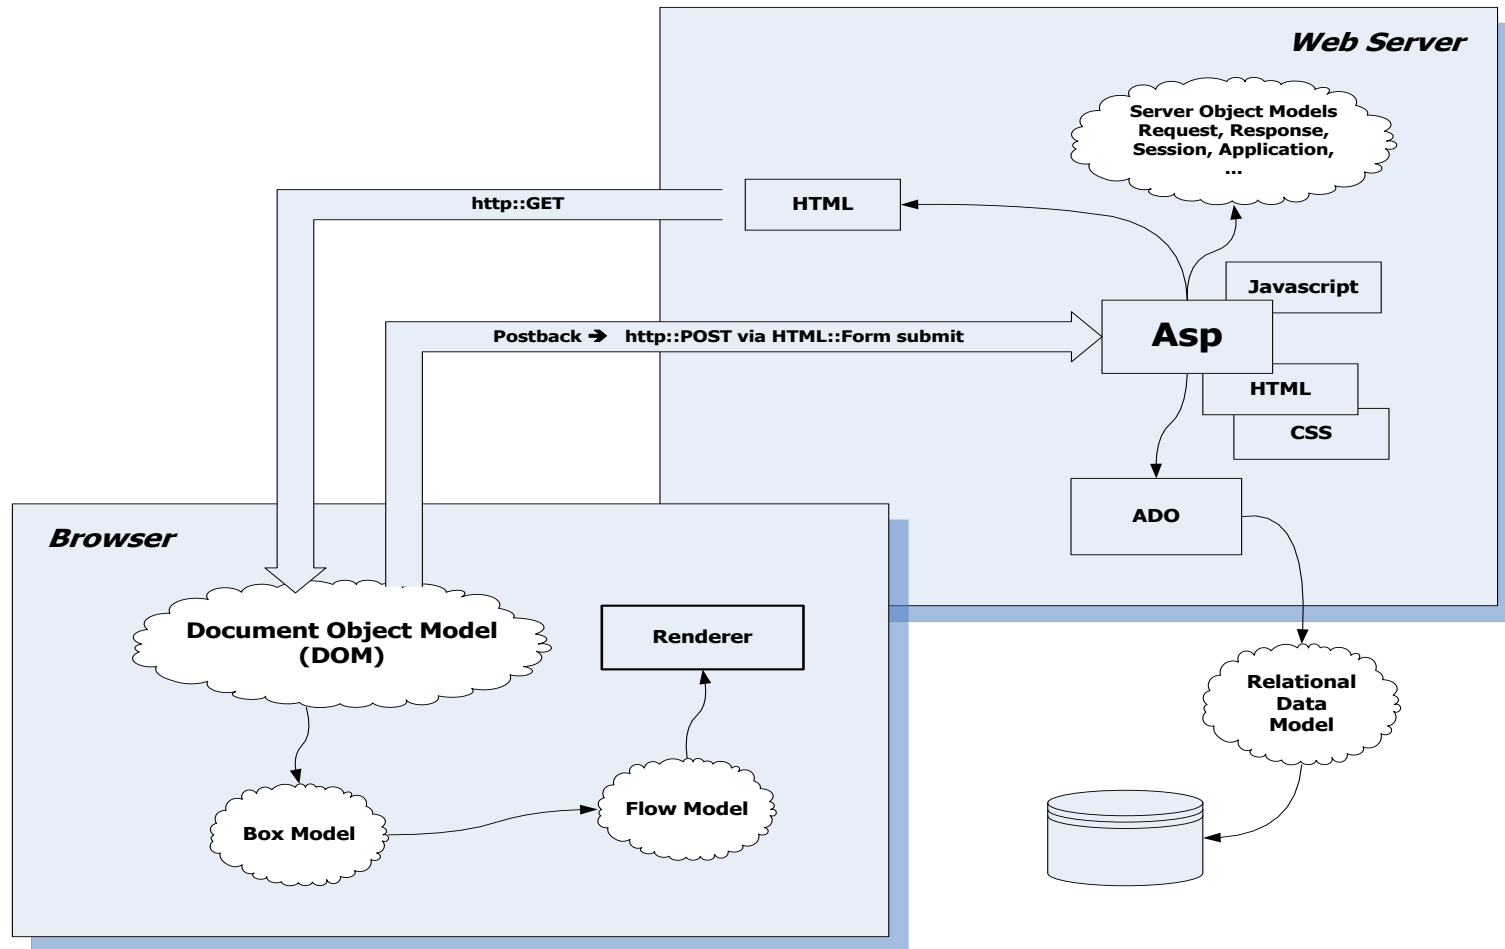 Web Server
Server Object Models
Request, Response,
Session, Application,
...
http::GET
HTML
Javascript
Postback ➔ http::POST via HTML::Form submit
Asp
HTML
CSS
ADO
Browser
Document Object Model
(DOM)
Renderer
Relational
Data
Model
Flow Model
Box Model